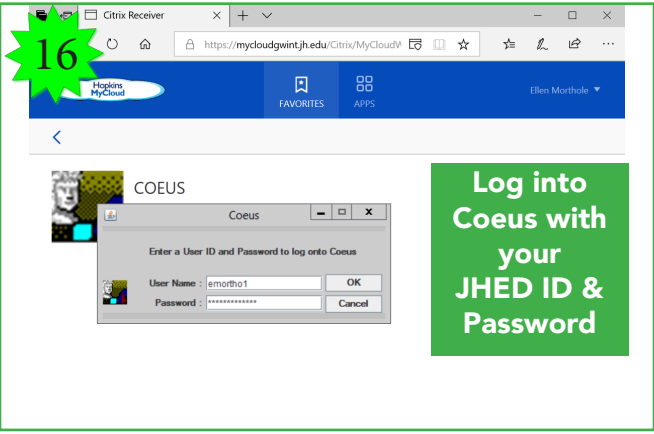 Citrix Receiver
16
https://mycloudgwint.jh.edu/Citrix/MyCloudW
Hopkins
MyCloud
FAVORITES
APPS
Ellen Morthole
COEUS
Coeus
Enter a User ID and Password to log onto Coeus
User Name : emortho1
OK
Password : *************
Cancel
Log into
Coeus with
your
JHED ID &
Password